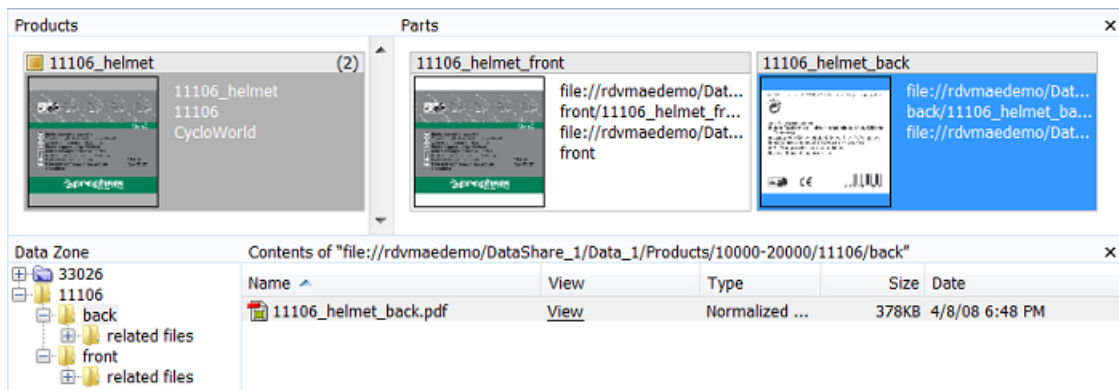 Products
Parts
11106_helmet (2)
11106_helmet
11106
CycloWorld
11106_helmet_front
file://rdvmaedemo/Dat...
front/11106_helmet_fr...
file://rdvmaedemo/Dat...
front
11106_helmet_back
file://rdvmaedemo/Dat...
back/11106_helmet_ba...
file://rdvmaedemo/Dat...
Data Zone
33026
11106
back
related files
front
related files
Contents of "file://rdvmaedemo/DataShare_1/Data_1/Products/10000-20000/11106/back"
Name View Type Size Date
11106_helmet_back.pdf View Normalized ... 378KB 4/8/08 6:48 PM